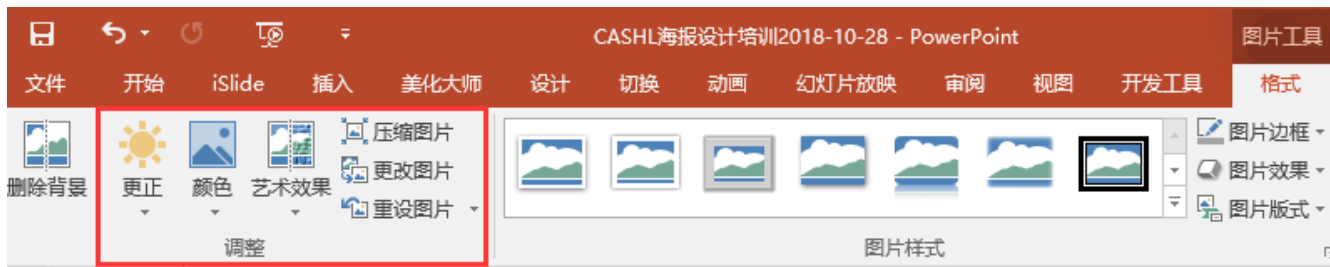 CASHL海报设计培训2018-10-28 - PowerPoint
图片工具
文件 开始 iSlide 插入 美化大师 设计 切换 动画 幻灯片放映 审阅 视图 开发工具 格式
删除背景
更正
颜色
艺术效果
压缩图片
更改图片
重设图片
调整
图片样式
图片边框
图片效果
图片版式